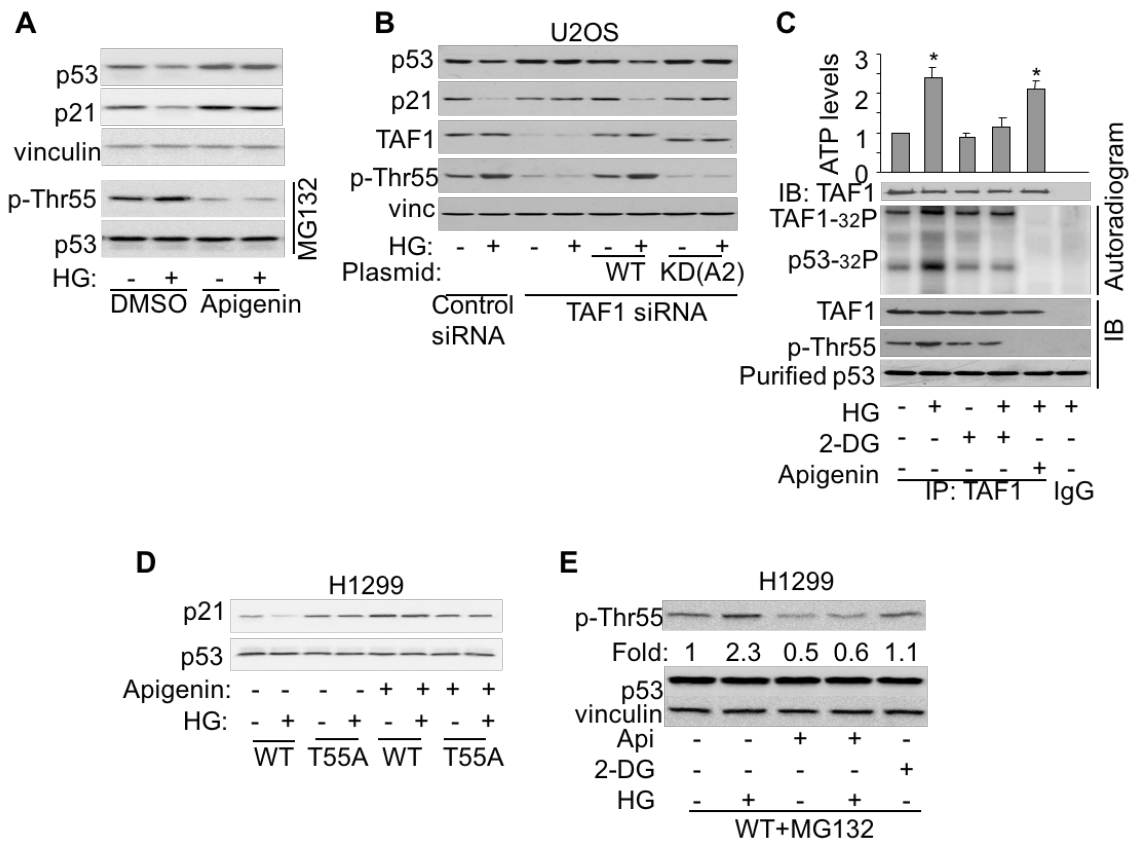 A
p53
p21
vinculin
p-Thr55
p53
MG132
HG: - + - +
DMSO Apigenin
B
U2OS
p53
p21
TAF1
p-Thr55
vinc
HG: - + - + - + - +
Plasmid: WT KD(A2)
Control siRNA TAF1 siRNA
C
ATP levels
3
2
1
0
* *
IB: TAF1
TAF1-32P
p53-32P
Autoradiogram
TAF1
p-Thr55
Purified p53
IB
HG - + - + + +
2-DG - - + + - -
Apigenin - - - - + -
IP: TAF1 IgG
D
H1299
p21
p53
Apigenin: - - - - + + + +
HG: - + - + - + - +
WT T55A WT T55A
E
H1299
p-Thr55
Fold: 1 2.3 0.5 0.6 1.1
p53
vinculin
Api - - + + -
2-DG - - - - +
HG - + - + -
WT+MG132